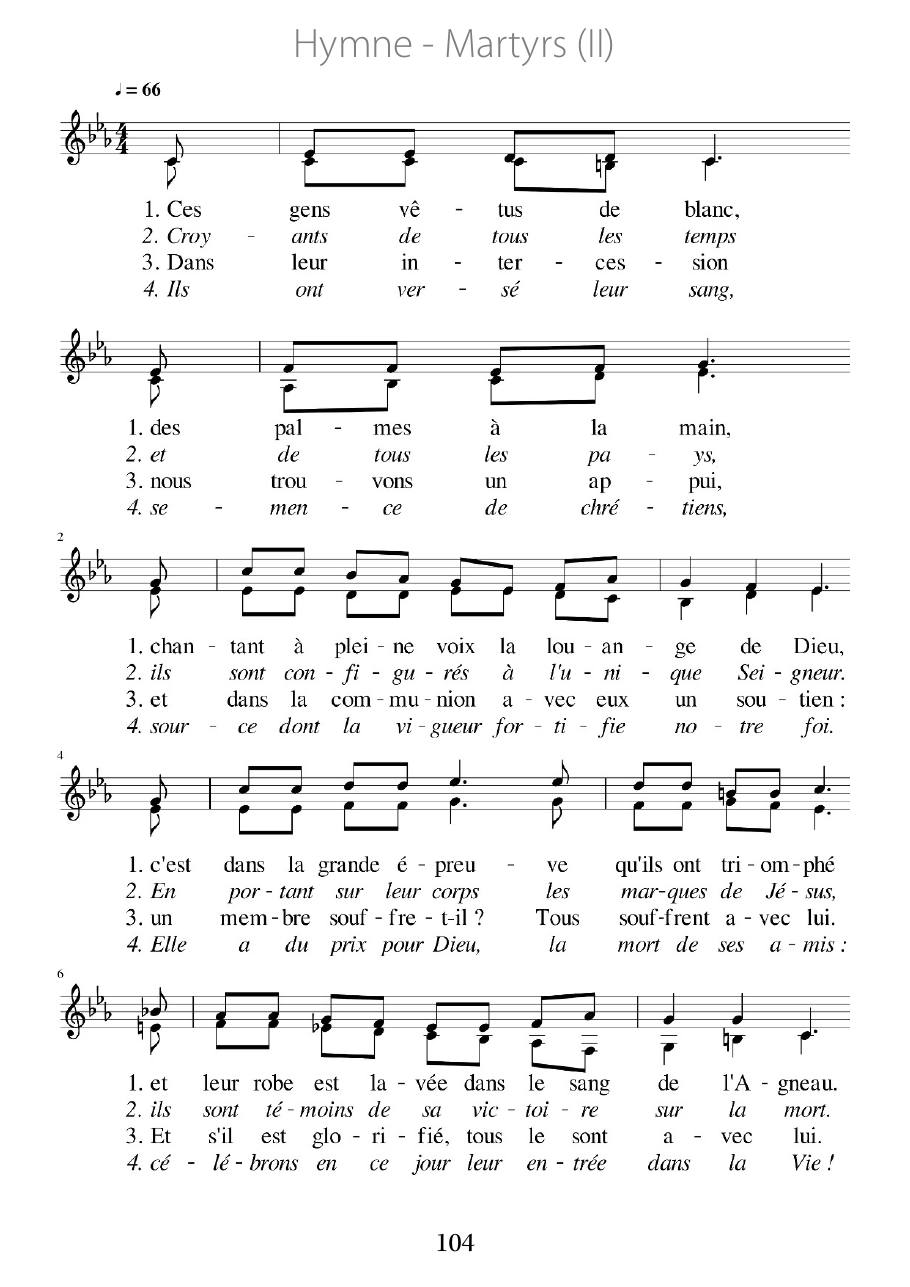 Hymne - Martyrs (II)
♩ = 66
4/4
1. Ces gens vê - tus de blanc,
2. Croy - ants de tous les temps
3. Dans leur in - ter - ces - sion
4. Ils ont ver - sé leur sang,
1. des pal - mes à la main,
2. et de tous les pa - ys,
3. nous trou - vons un ap - pui,
4. se - men - ce de chré - tiens,
2
1. chan - tant à plei - ne voix la lou - an - ge de Dieu,
2. ils sont con - fi - gu - rés à l'u - ni - que Sei - gneur.
3. et dans la com - mu - nion a - vec eux un sou - tien :
4. sour - ce dont la vi - gueur for - ti - fie no - tre foi.
4
1. c'est dans la grande é - preu - ve qu'ils ont tri - om - phé
2. En por - tant sur leur corps les mar - ques de Jé - sus,
3. un mem - bre souf - fre - t-il ? Tous souf - frent a - vec lui.
4. Elle a du prix pour Dieu, la mort de ses a - mis :
6
1. et leur robe est la - vée dans le sang de l'A - gneau.
2. ils sont té - moins de sa vic - toi - re sur la mort.
3. Et s'il est glo - ri - fié, tous le sont a - vec lui.
4. cé - lé - brons en ce jour leur en - trée dans la Vie !
104